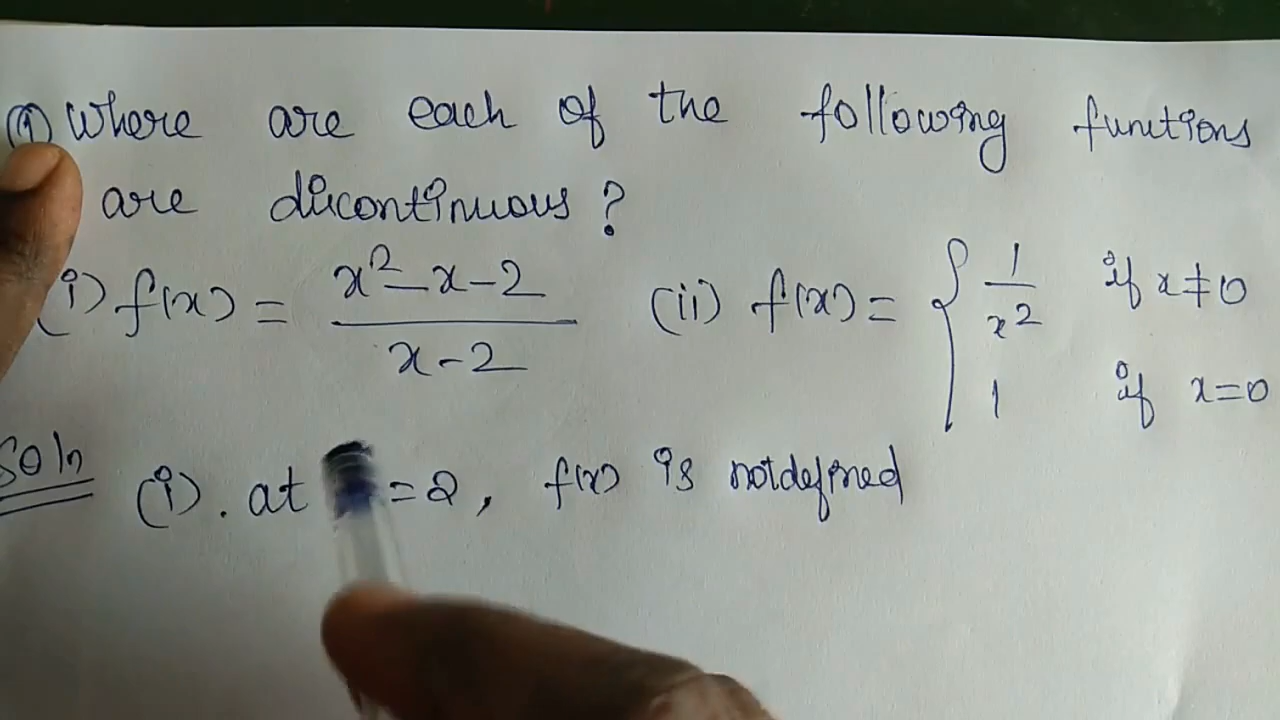 (1) Where are each of the following functions
are discontinuous?
(i) f(x) = x²-x-2 / x-2 (ii) f(x) = { 1/x² if x≠0
1 if x=0
Soln
(i). at =2, f(x) is notdefined